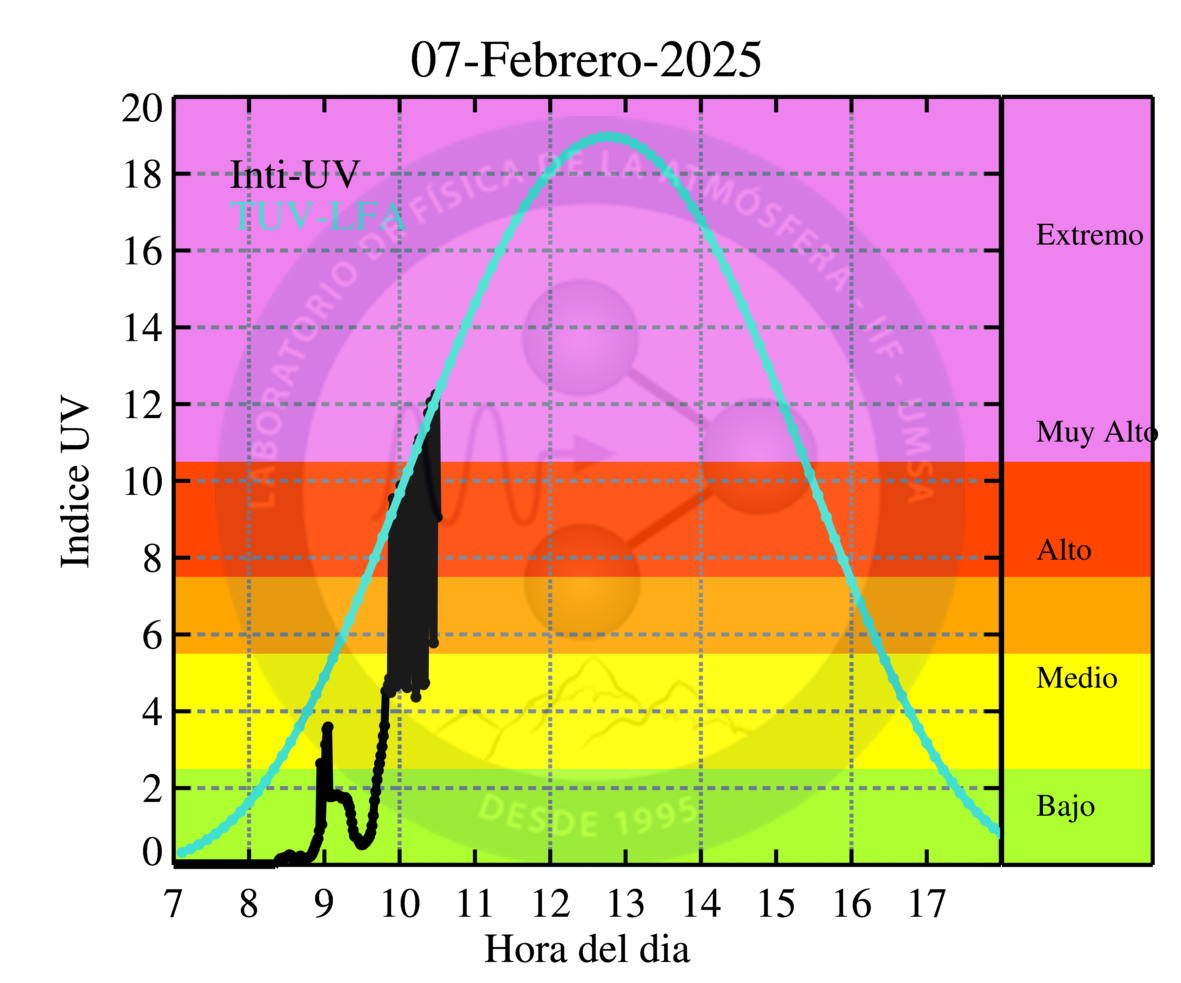 07-Febrero-2025
20
18
16
14
12
10
8
6
4
2
0
Indice UV
Inti-UV
TUV-LFA
LABORATORIO DE FÍSICA DE LA ATMÓSFERA - IIF - UMSA
DESDE 1995
Extremo
Muy Alto
Alto
Medio
Bajo
7 8 9 10 11 12 13 14 15 16 17
Hora del dia